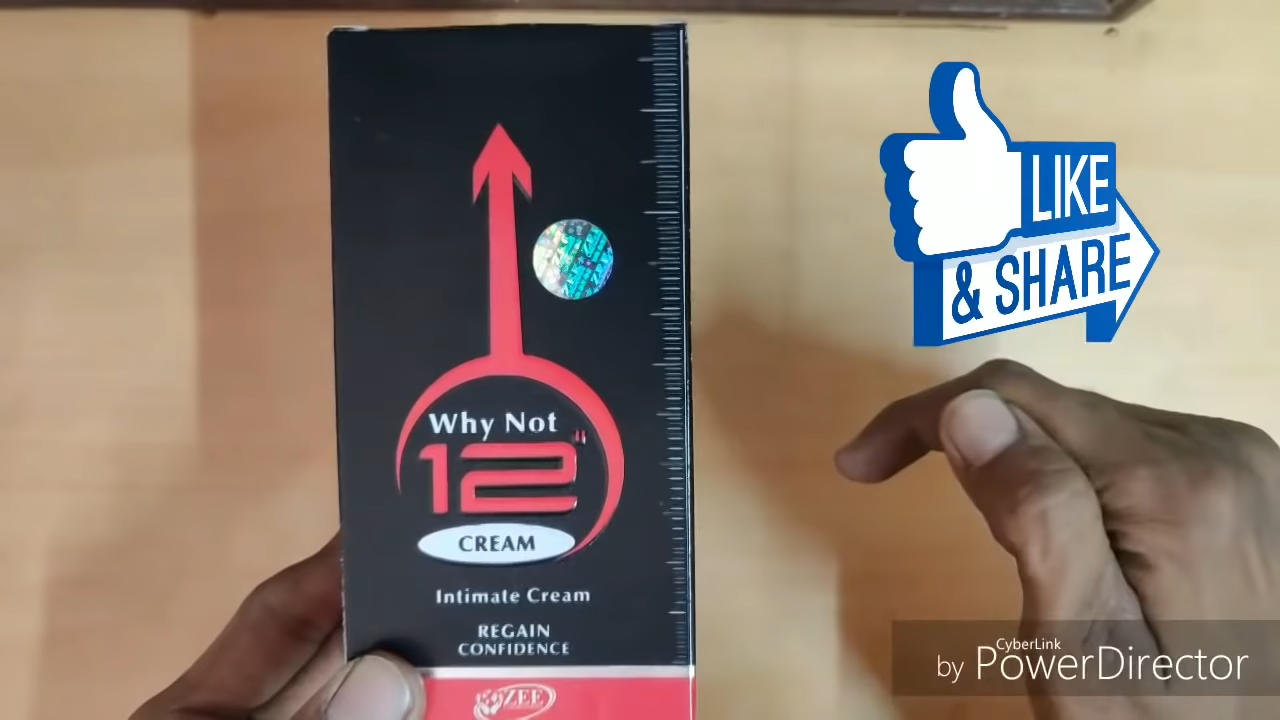 Why Not
12"
CREAM
Intimate Cream
REGAIN
CONFIDENCE
ZEE
LIKE
& SHARE
CyberLink
by PowerDirector